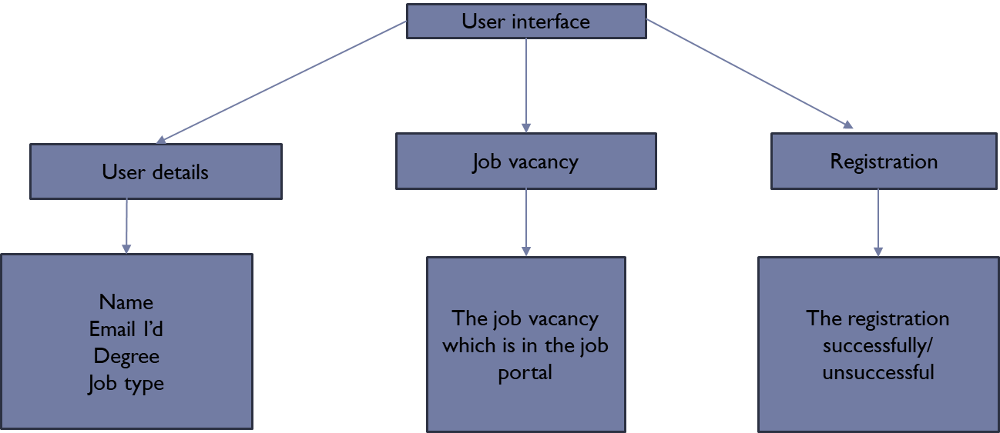 User interface
User details
Job vacancy
Registration
Name
Email I'd
Degree
Job type
The job vacancy
which is in the job
portal
The registration
successfully/
unsuccessful